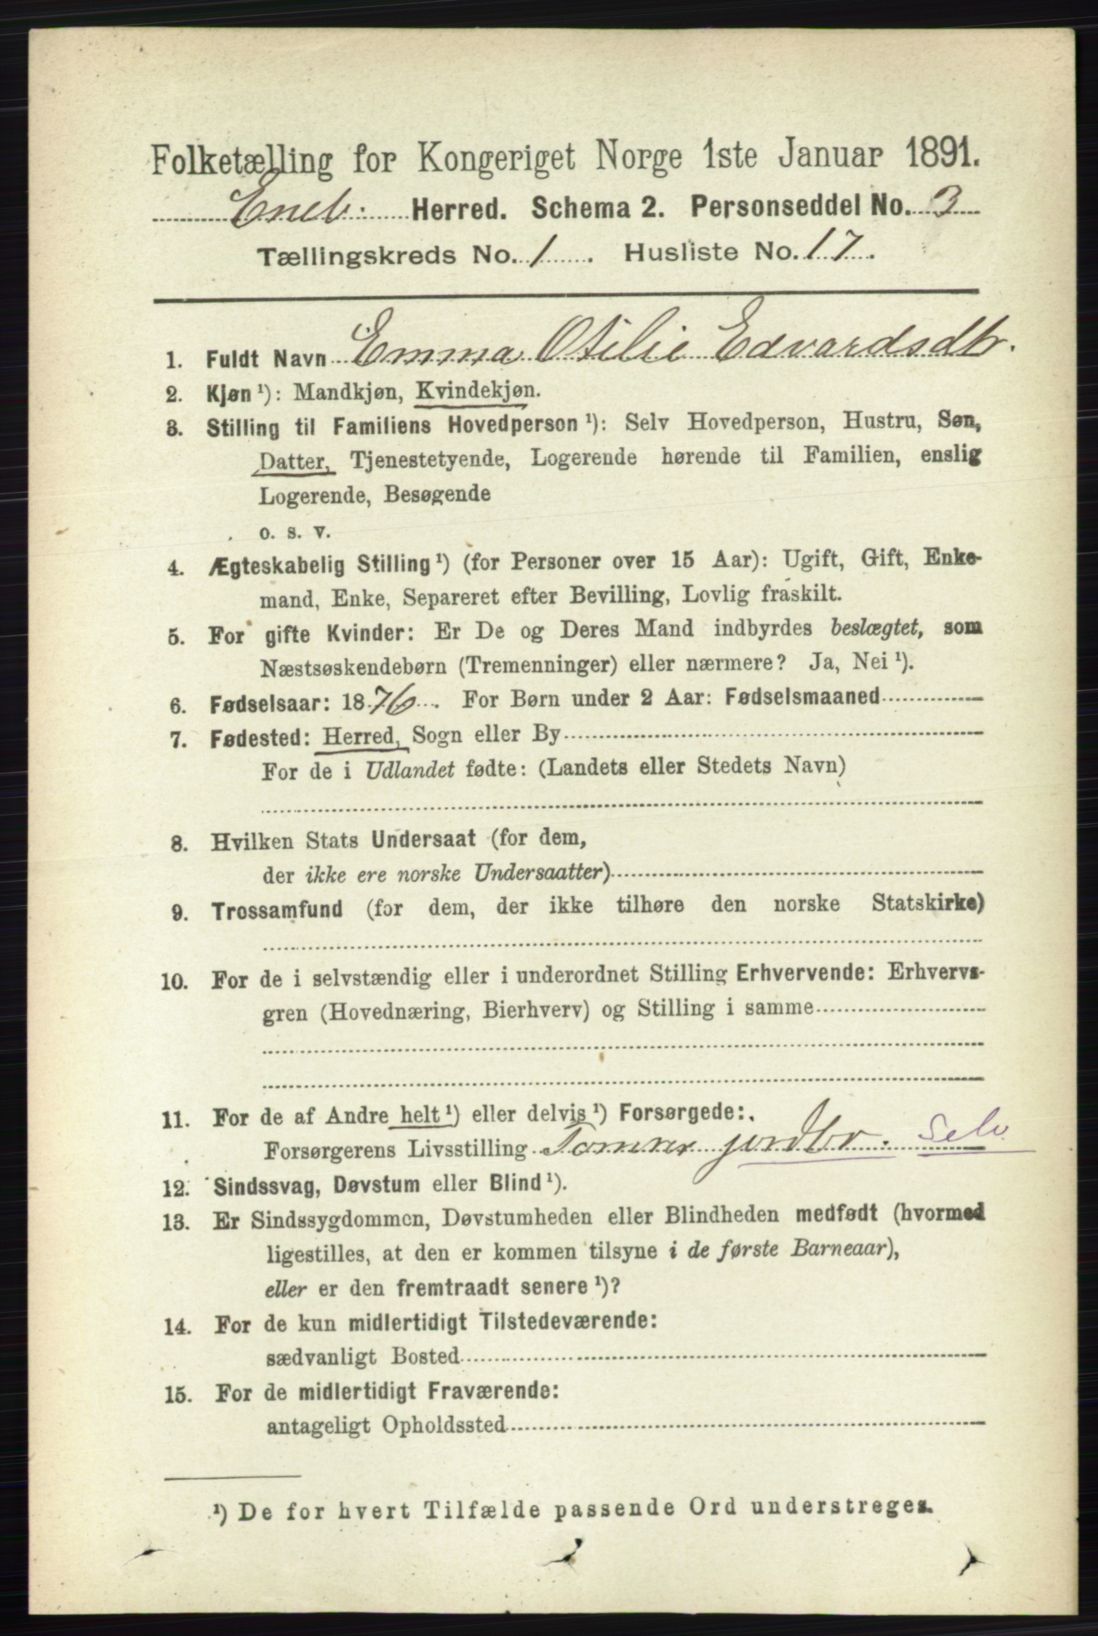 Folketælling for Kongeriget Norge 1ste Januar 1891.
Eneb. Herred. Schema 2. Personseddel No. 3
Tællingskreds No. 1. Husliste No. 17.
1. Fuldt Navn Emma Otilie Edvardsdtr.
2. Kjøn ¹): Mandkjøn, Kvindekjøn.
3. Stilling til Familiens Hovedperson ¹): Selv Hovedperson, Hustru, Søn,
Datter, Tjenestetyende, Logerende hørende til Familien, enslig
Logerende, Besøgende
o. s. v.
4. Ægteskabelig Stilling ¹) (for Personer over 15 Aar): Ugift, Gift, Enke-
mand, Enke, Separeret efter Bevilling, Lovlig fraskilt.
5. For gifte Kvinder: Er De og Deres Mand indbyrdes beslægtet, som
Næstsøskendebørn (Tremenninger) eller nærmere? Ja, Nei ¹).
6. Fødselsaar: 1876. For Børn under 2 Aar: Fødselsmaaned
7. Fødested: Herred, Sogn eller By
For de i Udlandet fødte: (Landets eller Stedets Navn)
8. Hvilken Stats Undersaat (for dem,
der ikke ere norske Undersaatter)
9. Trossamfund (for dem, der ikke tilhøre den norske Statskirke)
10. For de i selvstændig eller i underordnet Stilling Erhvervende: Erhvervs-
gren (Hovednæring, Bierhverv) og Stilling i samme
11. For de af Andre helt ¹) eller delvis ¹) Forsørgede:
Forsørgerens Livsstilling Tømrer jordbr. Selv
12. Sindssvag, Døvstum eller Blind ¹).
13. Er Sindssygdommen, Døvstumheden eller Blindheden medfødt (hvormed
ligestilles, at den er kommen tilsyne i de første Barneaar),
eller er den fremtraadt senere ¹)?
14. For de kun midlertidigt Tilstedeværende:
sædvanligt Bosted
15. For de midlertidigt Fraværende:
antageligt Opholdssted
¹) De for hvert Tilfælde passende Ord understreges.